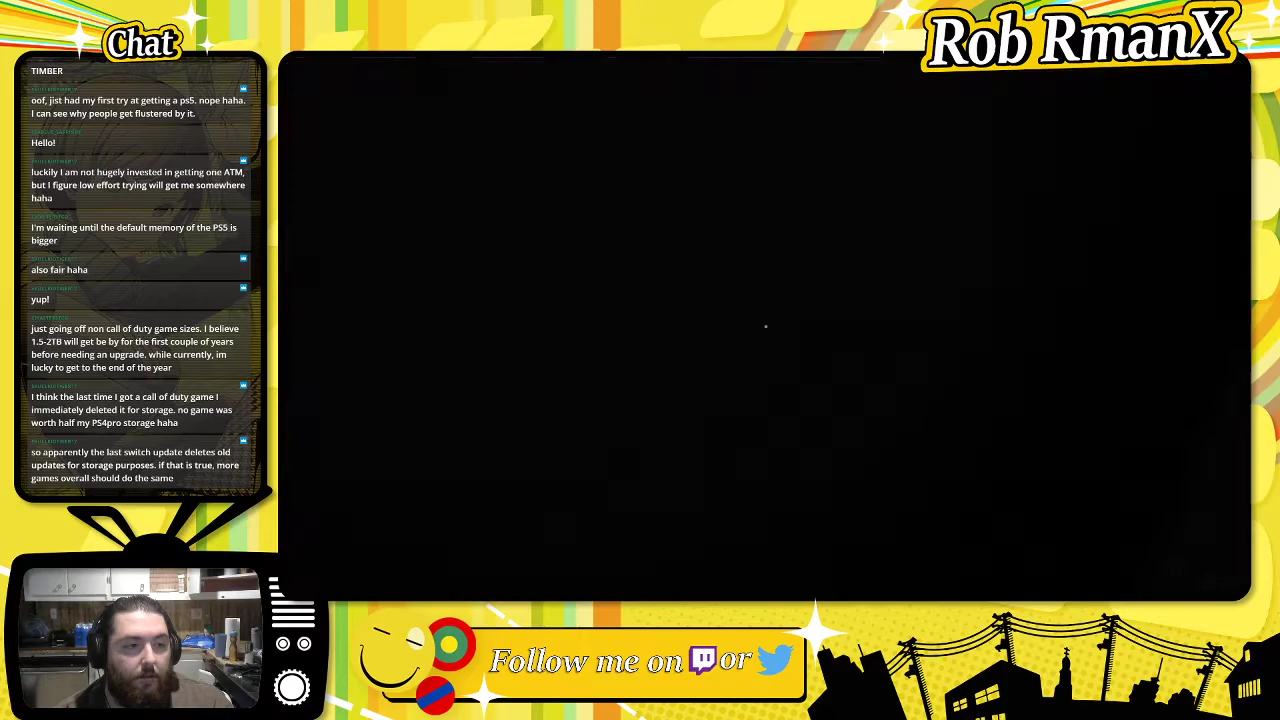 Chat
Rob RmanX
TIMBER
oof, jist had my first try at getting a ps5. nope haha.
I can see why people get flustered by it.
Hello!
luckily I am not hugely invested in getting one ATM,
but I figure low effort trying will get me somewhere
haha
I'm waiting until the default memory of the PS5 is
bigger
also fair haha
yup!
just going off non call of duty game sizes. I believe
1.5-2TB will get be by for the first couple of years
before needing an upgrade. while currently, im
lucky to get to the end of the year
I think the last time I got a call of duty game I
immediately
worth half my PS4pro storage haha
so apparently the last switch update deletes old
updates for storage purposes. if that is true, more
games overall should do the same
Follow me on or